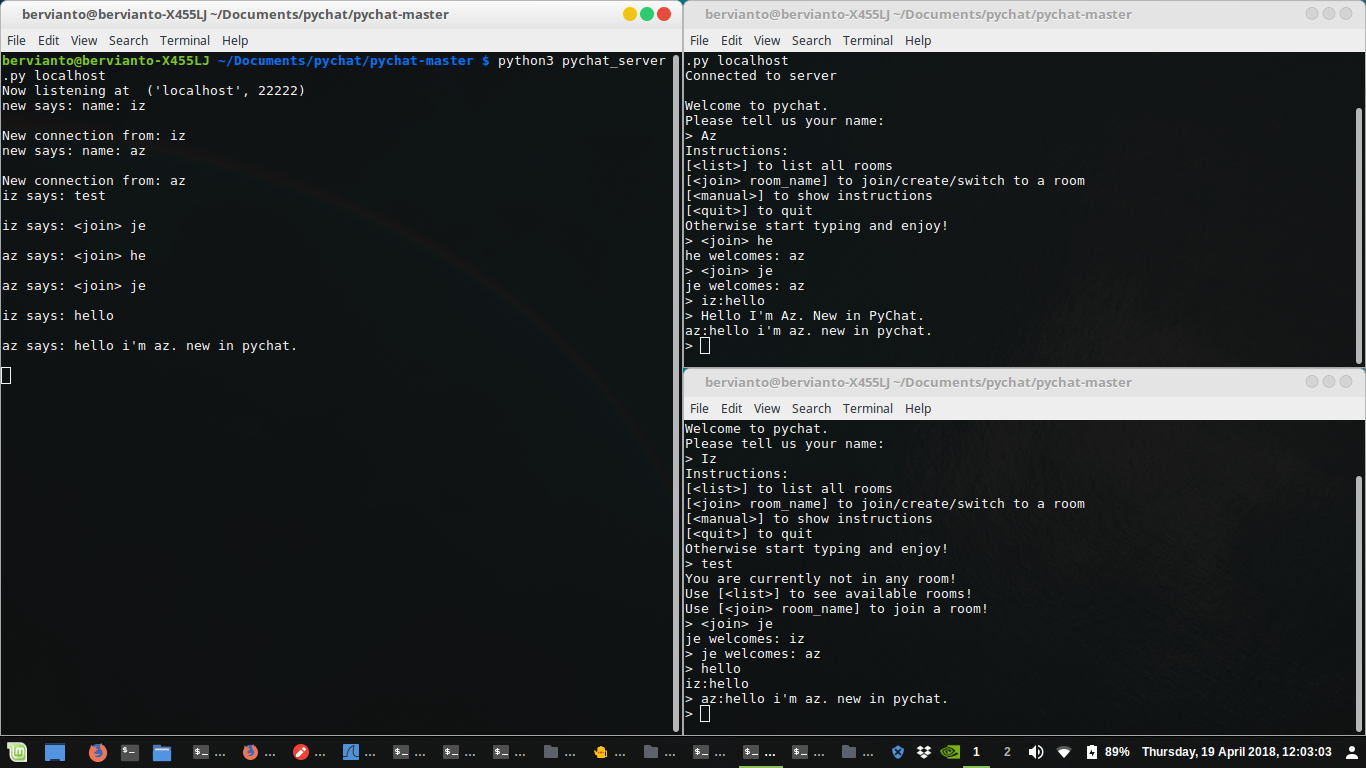 bervianto@bervianto-X455LJ ~/Documents/pychat/pychat-master
File Edit View Search Terminal Help
bervianto@bervianto-X455LJ ~/Documents/pychat/pychat-master $ python3 pychat_server
.py localhost
Now listening at  ('localhost', 22222)
new says: name: iz
New connection from: iz
new says: name: az
New connection from: az
iz says: test
iz says: <join> je
az says: <join> he
az says: <join> je
iz says: hello
az says: hello i'm az. new in pychat.
bervianto@bervianto-X455LJ ~/Documents/pychat/pychat-master
File Edit View Search Terminal Help
.py localhost
Connected to server
Welcome to pychat.
Please tell us your name:
> Az
Instructions:
[<list>] to list all rooms
[<join> room_name] to join/create/switch to a room
[<manual>] to show instructions
[<quit>] to quit
Otherwise start typing and enjoy!
> <join> he
he welcomes: az
> <join> je
je welcomes: az
> iz:hello
> Hello I'm Az. New in PyChat.
az:hello i'm az. new in pychat.
>
bervianto@bervianto-X455LJ ~/Documents/pychat/pychat-master
File Edit View Search Terminal Help
Welcome to pychat.
Please tell us your name:
> Iz
Instructions:
[<list>] to list all rooms
[<join> room_name] to join/create/switch to a room
[<manual>] to show instructions
[<quit>] to quit
Otherwise start typing and enjoy!
> test
You are currently not in any room!
Use [<list>] to see available rooms!
Use [<join> room_name] to join a room!
> <join> je
je welcomes: iz
> je welcomes: az
> hello
iz:hello
> az:hello i'm az. new in pychat.
>
... ... ... ... ... ... ... ... ... ... ... ... ... ... 1 2 89% Thursday, 19 April 2018, 12:03:03